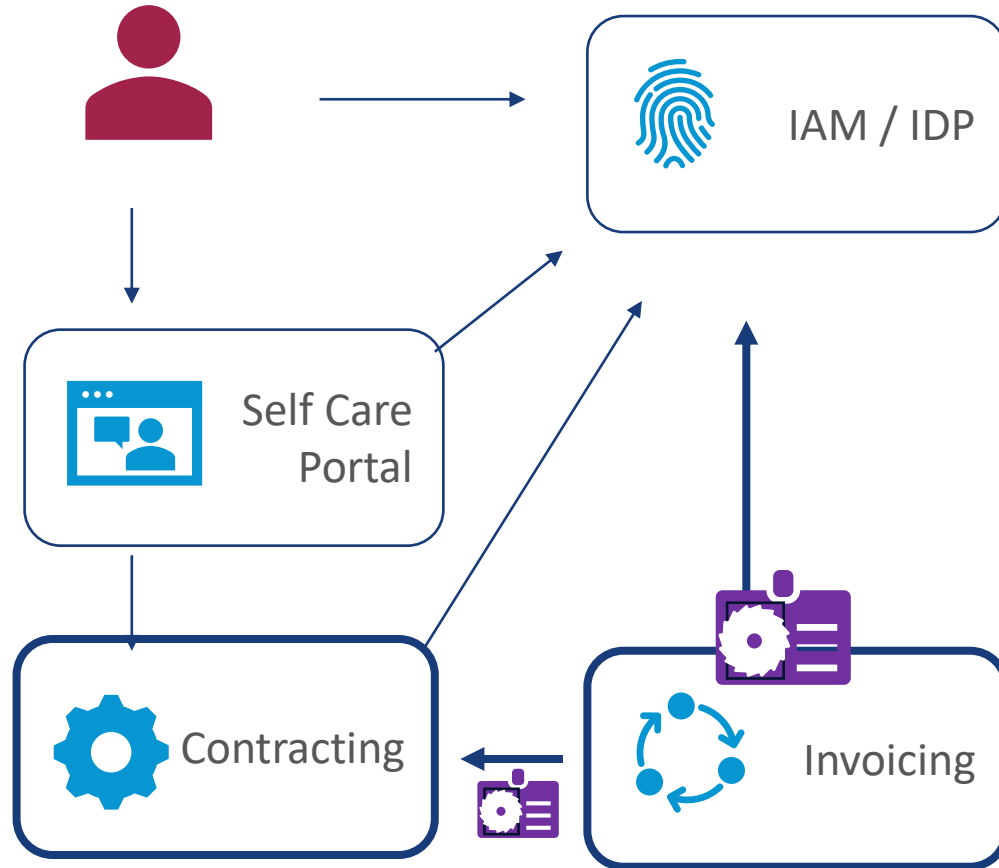 IAM / IDP
Self Care
Portal
Contracting
Invoicing